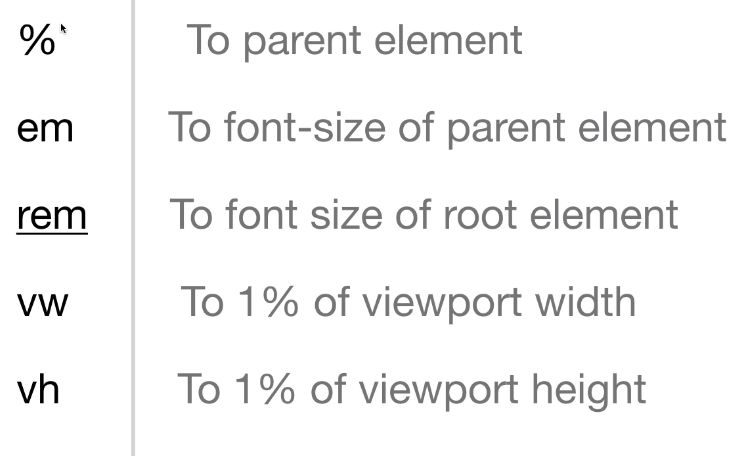 % To parent element
em To font-size of parent element
rem To font size of root element
vw To 1% of viewport width
vh To 1% of viewport height